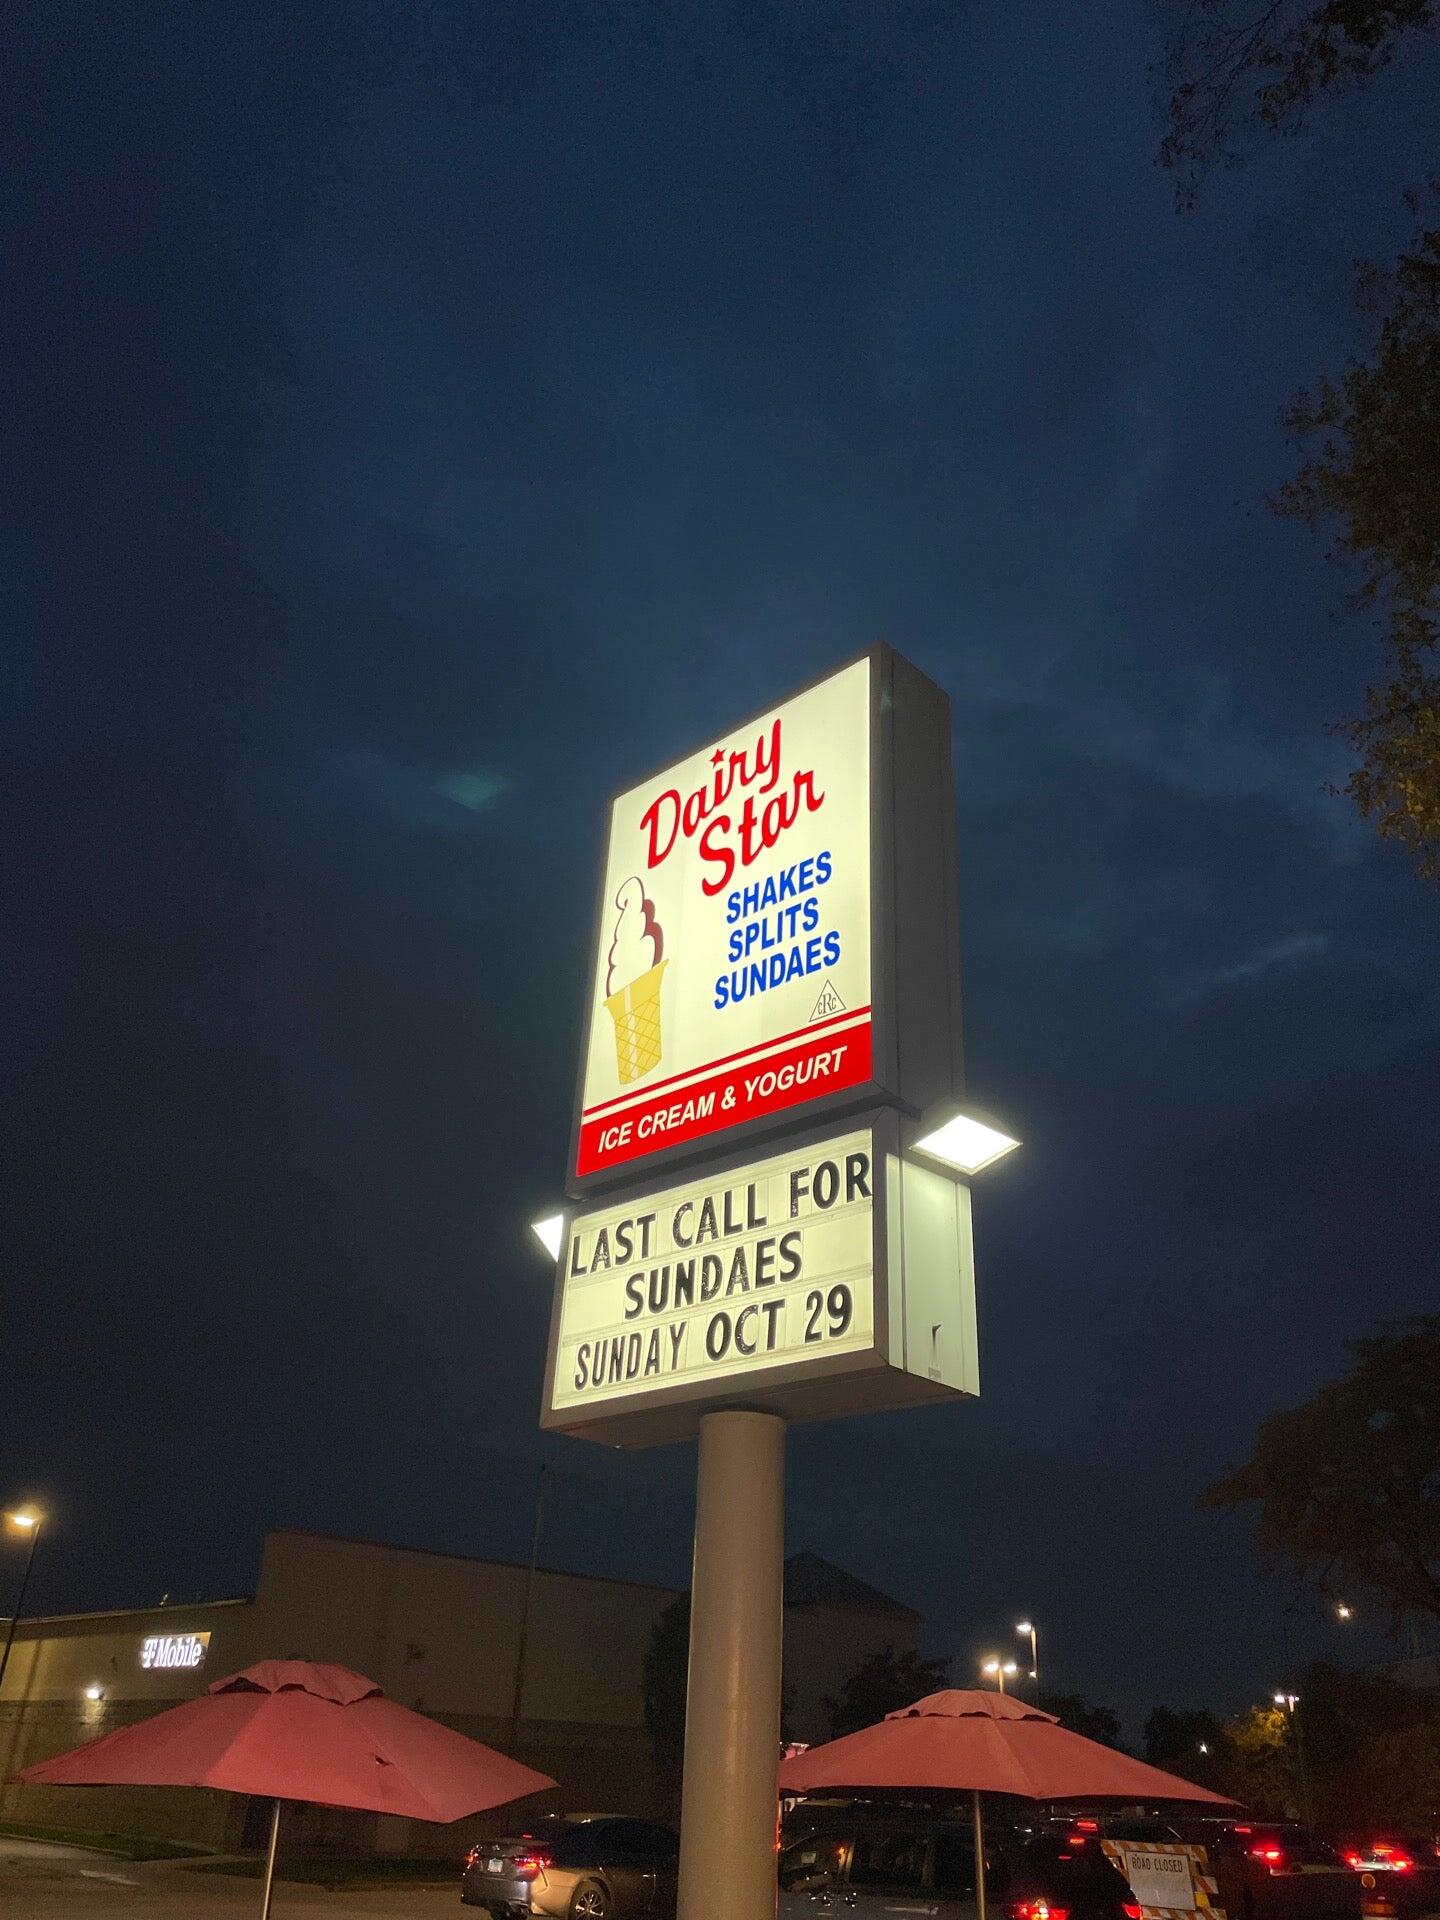 Dairy
Star
SHAKES
SPLITS
SUNDAES
CRC
ICE CREAM & YOGURT
LAST CALL FOR
SUNDAES
SUNDAY OCT 29
T Mobile
ROAD CLOSED